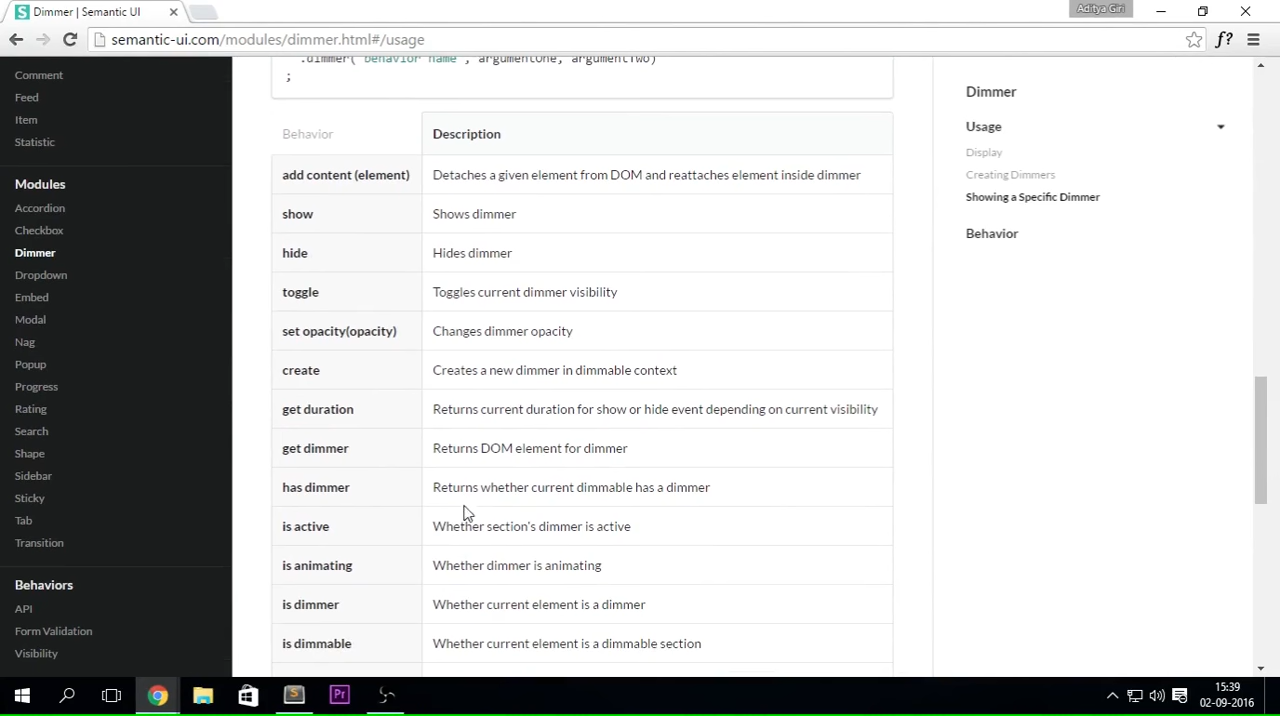 Dimmer | Semantic UI
Aditya Giri
semantic-ui.com/modules/dimmer.html#/usage
f?
Comment
Feed
Item
Statistic
Modules
Accordion
Checkbox
Dimmer
Dropdown
Embed
Modal
Nag
Popup
Progress
Rating
Search
Shape
Sidebar
Sticky
Tab
Transition
Behaviors
API
Form Validation
Visibility
.dimmer('behavior name', argumentOne, argumentTwo)
;
Behavior Description
add content (element) Detaches a given element from DOM and reattaches element inside dimmer
show Shows dimmer
hide Hides dimmer
toggle Toggles current dimmer visibility
set opacity(opacity) Changes dimmer opacity
create Creates a new dimmer in dimmable context
get duration Returns current duration for show or hide event depending on current visibility
get dimmer Returns DOM element for dimmer
has dimmer Returns whether current dimmable has a dimmer
is active Whether section's dimmer is active
is animating Whether dimmer is animating
is dimmer Whether current element is a dimmer
is dimmable Whether current element is a dimmable section
Dimmer
Usage
Display
Creating Dimmers
Showing a Specific Dimmer
Behavior
Pr
15:39
02-09-2016